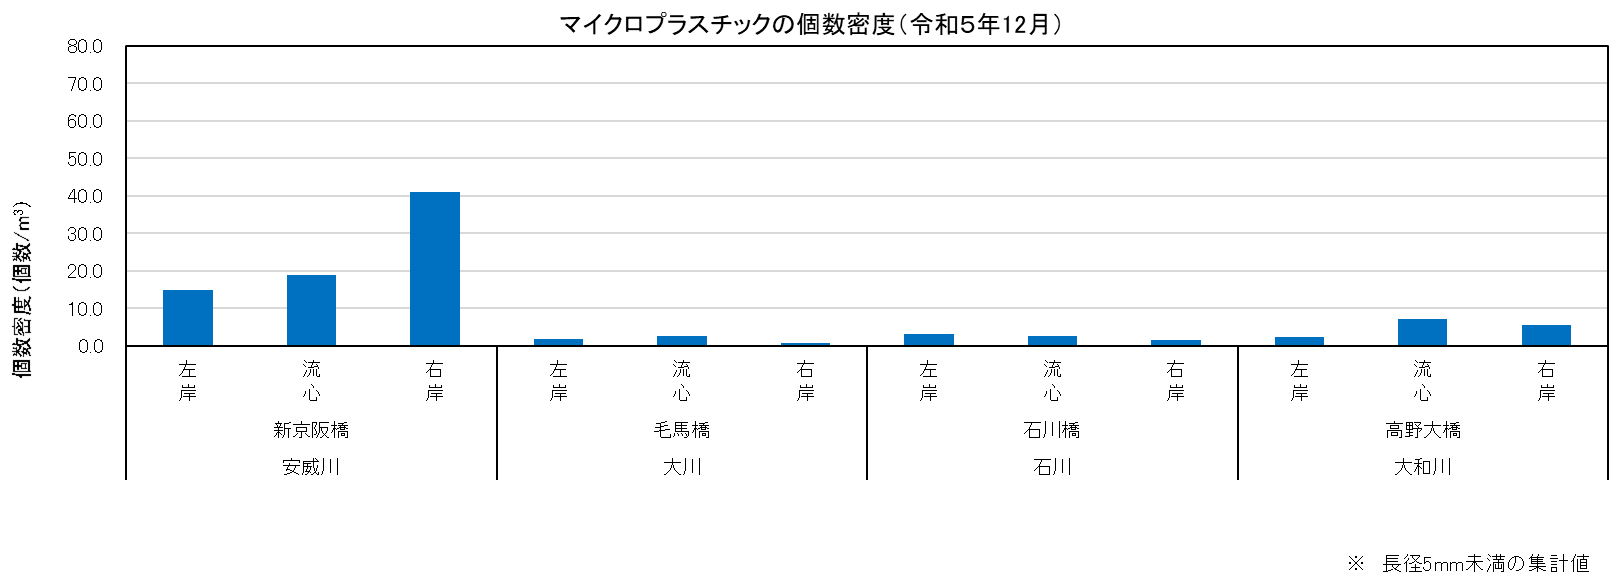 マイクロプラスチックの個数密度（令和５年12月）
個数密度（個数/m³）
80.0
70.0
60.0
50.0
40.0
30.0
20.0
10.0
0.0
左岸 流心 右岸 左岸 流心 右岸 左岸 流心 右岸 左岸 流心 右岸
新京阪橋 毛馬橋 石川橋 高野大橋
安威川 大川 石川 大和川
※ 長径5mm未満の集計値